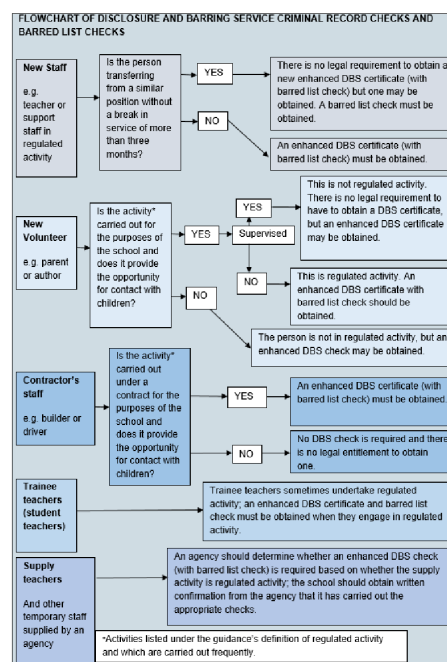 FLOWCHART OF DISCLOSURE AND BARRING SERVICE CRIMINAL RECORD CHECKS AND
BARRED LIST CHECKS
New Staff
e.g.
teacher or
support
staff in
regulated
activity
Is the person
transferring
from a similar
position without
a break in
service of more
than three
months?
YES
There is no legal requirement to obtain a
new enhanced DBS certificate (with
barred list check) but one may be
obtained. A barred list check must be
obtained.
NO
An enhanced DBS certificate (with
barred list check) must be obtained.
New
Volunteer
e.g. parent
or author
Is the activity*
carried out for
the purposes of
the school and
does it provide
the opportunity
for contact with
children?
YES
Supervised
YES
This is not regulated activity.
There is no legal requirement to
have to obtain a DBS certificate,
but an enhanced DBS certificate
may be obtained.
NO
This is regulated activity. An
enhanced DBS certificate with
barred list check should be
obtained.
NO
The person is not in regulated activity, but an
enhanced DBS check may be obtained.
Contractor's
staff
e.g. builder or
driver
Is the activity*
carried out
under a
contract for the
purposes of the
school and
does it provide
the opportunity
for contact with
children?
YES
An enhanced DBS certificate (with
barred list check) must be obtained.
NO
No DBS check is required and there
is no legal entitlement to obtain
one.
Trainee
teachers
(student
teachers)
Trainee teachers sometimes undertake regulated
activity; an enhanced DBS certificate and barred list
check must be obtained when they engage in regulated
activity.
Supply
teachers
And other
temporary staff
supplied by an
agency
An agency should determine whether an enhanced DBS check
(with barred list check) is required based on whether the supply
activity is regulated activity; the school should obtain written
confirmation from the agency that it has carried out the
appropriate checks.
*Activities listed under the guidance's definition of regulated activity
and which are carried out frequently.